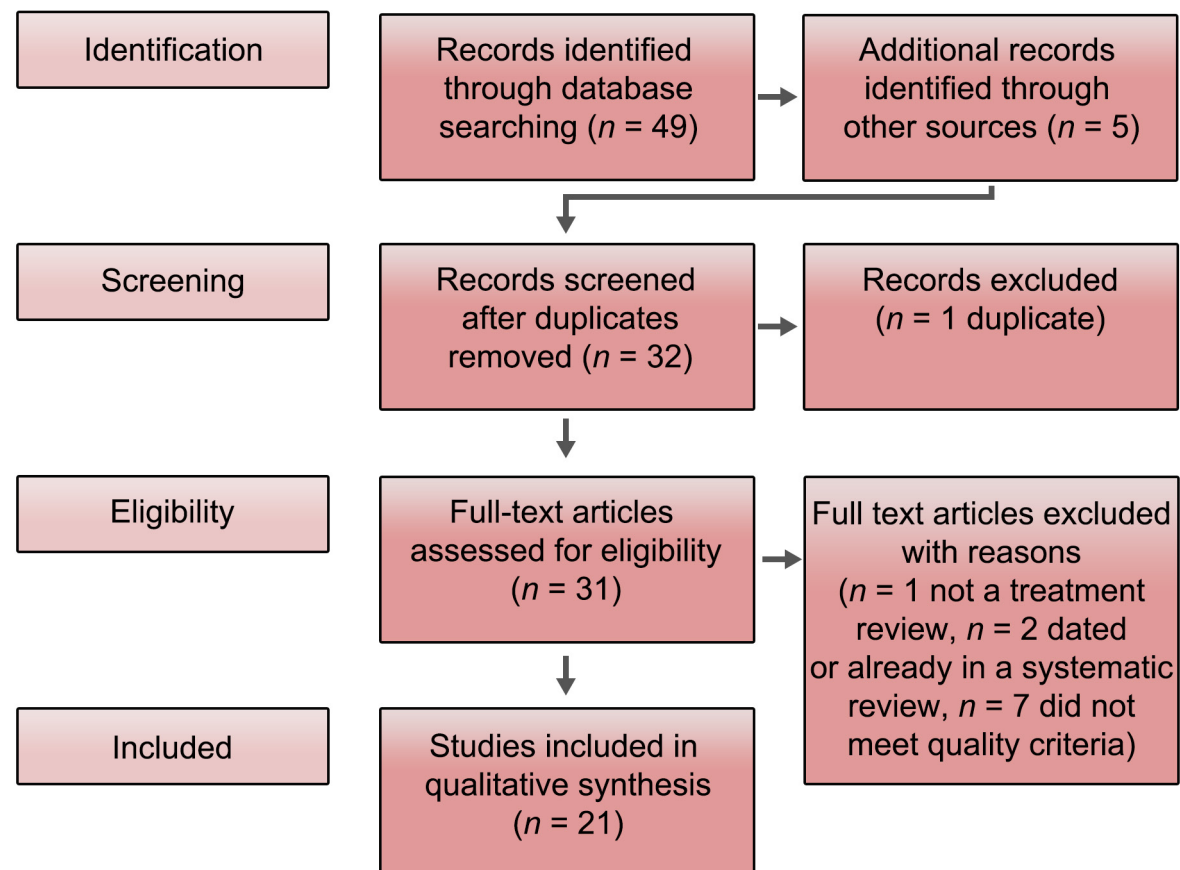 Identification
Records identified
through database
searching (n = 49)
Additional records
identified through
other sources (n = 5)
Screening
Records screened
after duplicates
removed (n = 32)
Records excluded
(n = 1 duplicate)
Eligibility
Full-text articles
assessed for eligibility
(n = 31)
Full text articles excluded
with reasons
(n = 1 not a treatment
review, n = 2 dated
or already in a systematic
review, n = 7 did not
meet quality criteria)
Included
Studies included in
qualitative synthesis
(n = 21)